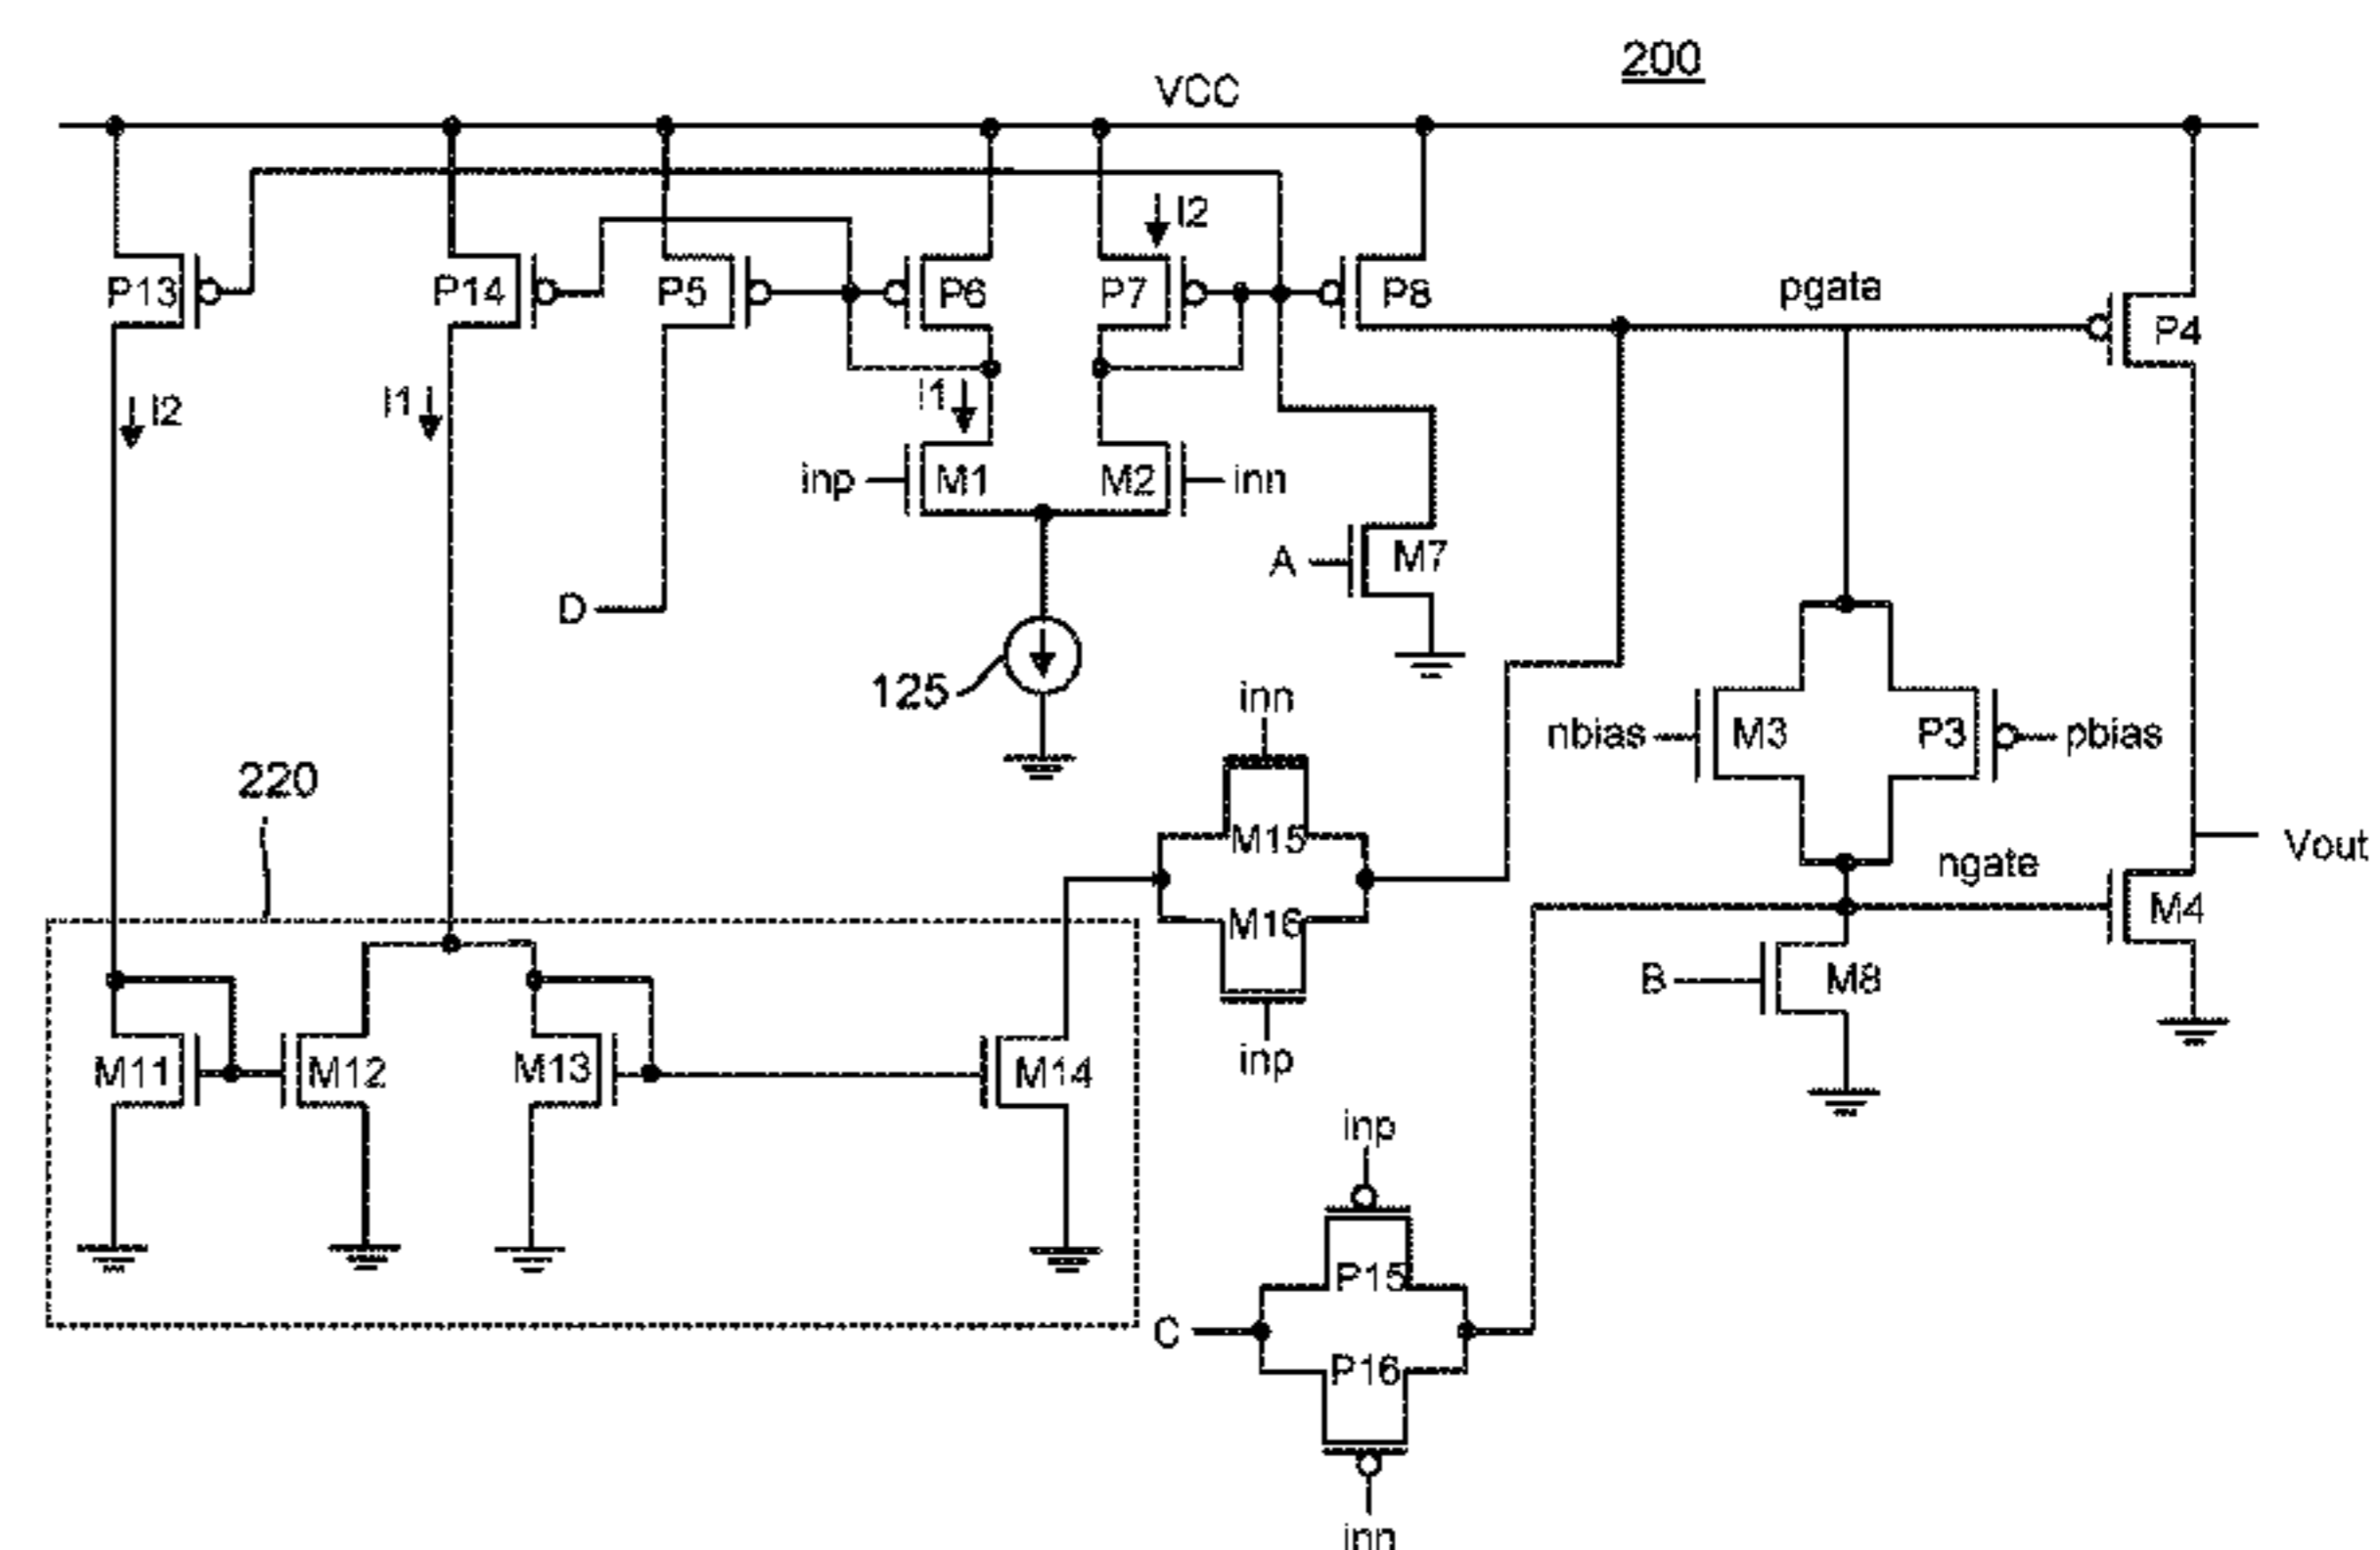 200
VCC
I2
P13
P14
P5
P6
P7
P8
pgate
P4
I2
I1
I1
inp
M1
M2
inn
A
M7
D
125
inn
nbias
M3
P3
pbias
220
M15
Vout
ngate
M16
M4
B
M8
M11
M12
M13
M14
inp
inp
P15
C
P16
inn